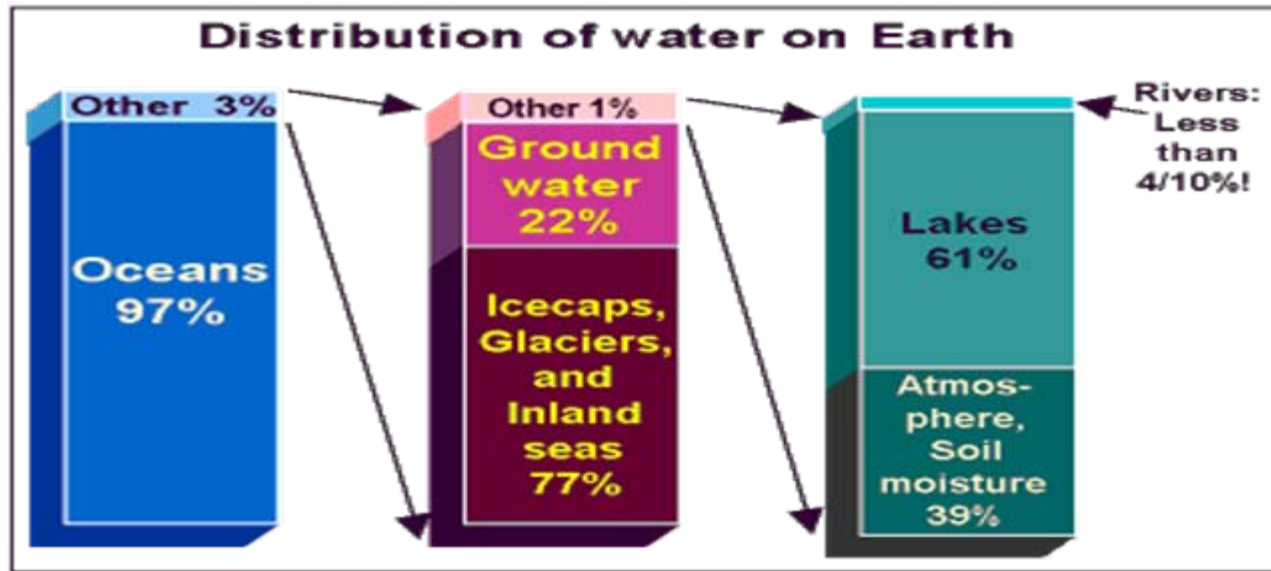 Distribution of water on Earth
Other 3%
Oceans
97%
Other 1%
Ground
water
22%
Icecaps,
Glaciers,
and
Inland
seas
77%
Rivers:
Less
than
4/10%!
Lakes
61%
Atmos-
phere,
Soil
moisture
39%